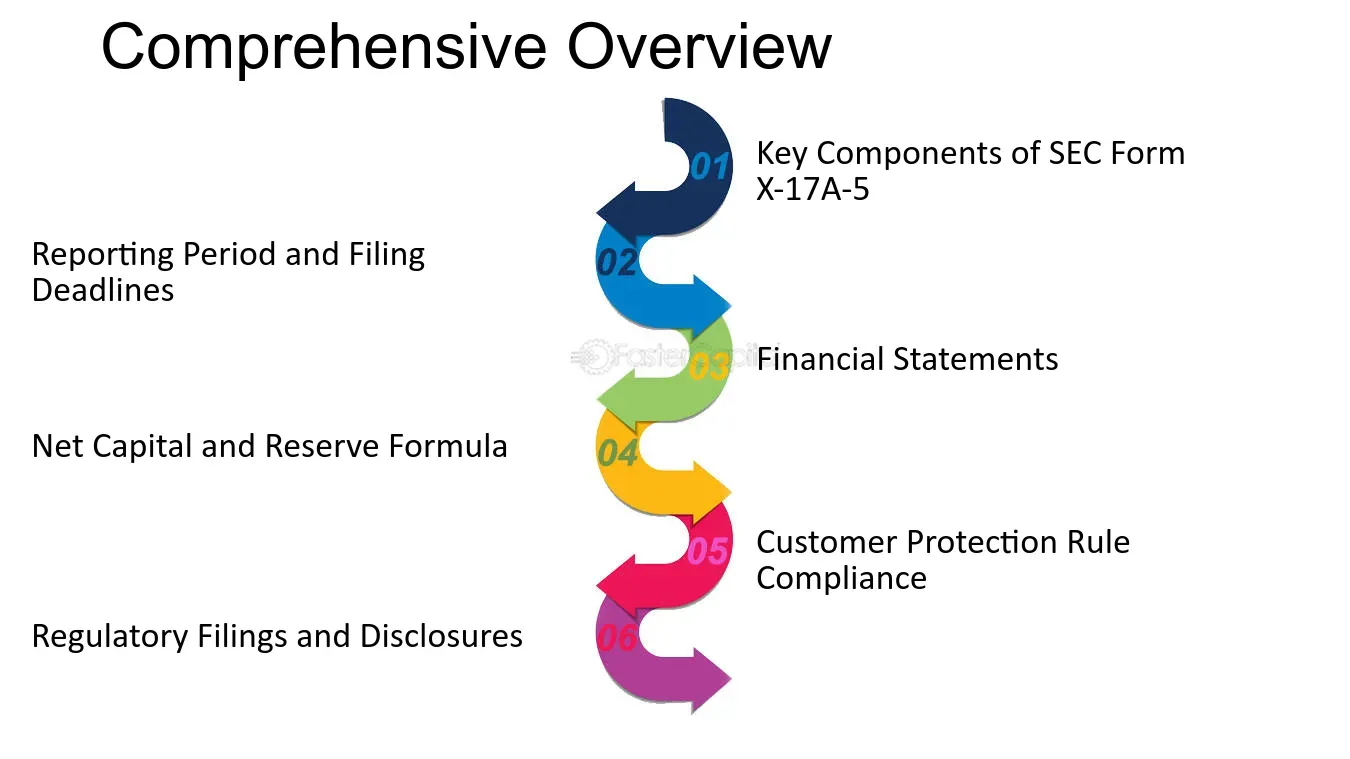 Comprehensive Overview
01
Key Components of SEC Form
X-17A-5
02
Reporting Period and Filing
Deadlines
03
Financial Statements
FasterCapital
04
Net Capital and Reserve Formula
05
Customer Protection Rule
Compliance
06
Regulatory Filings and Disclosures